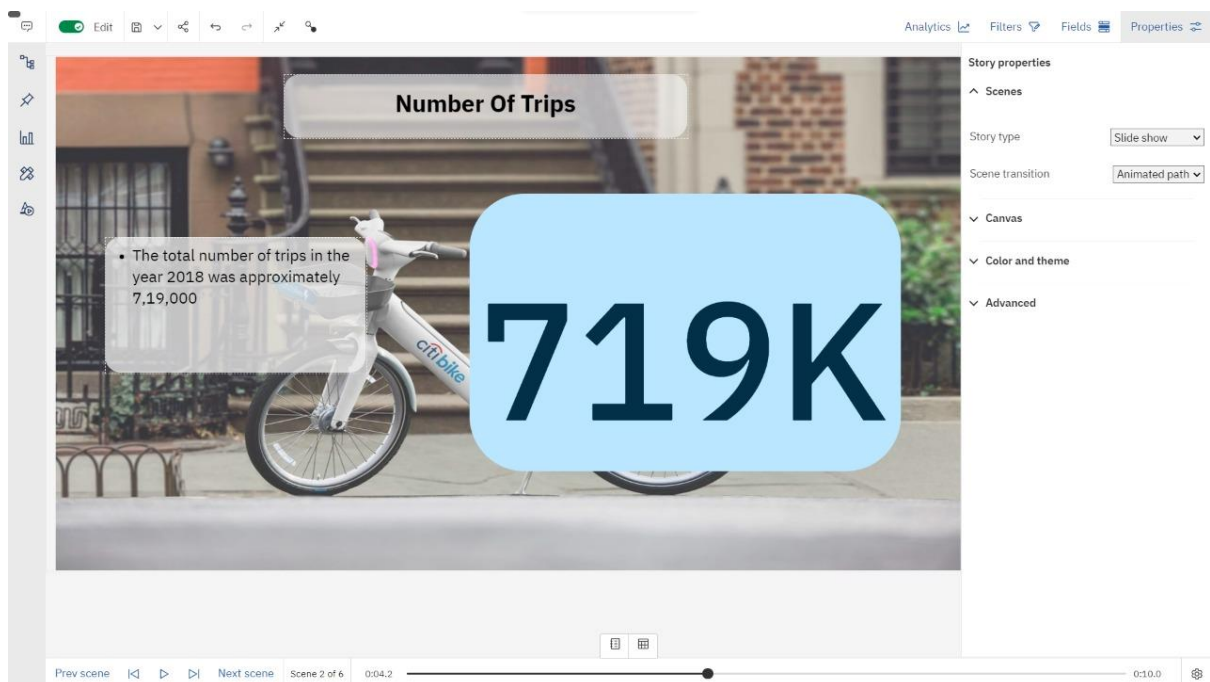 Edit
Analytics
Filters
Fields
Properties
Number Of Trips
• The total number of trips in the
year 2018 was approximately
7,19,000
citi bike
719K
Story properties
Scenes
Story type
Slide show
Scene transition
Animated path
Canvas
Color and theme
Advanced
Prev scene
Next scene
Scene 2 of 6
0:04.2
0:10.0